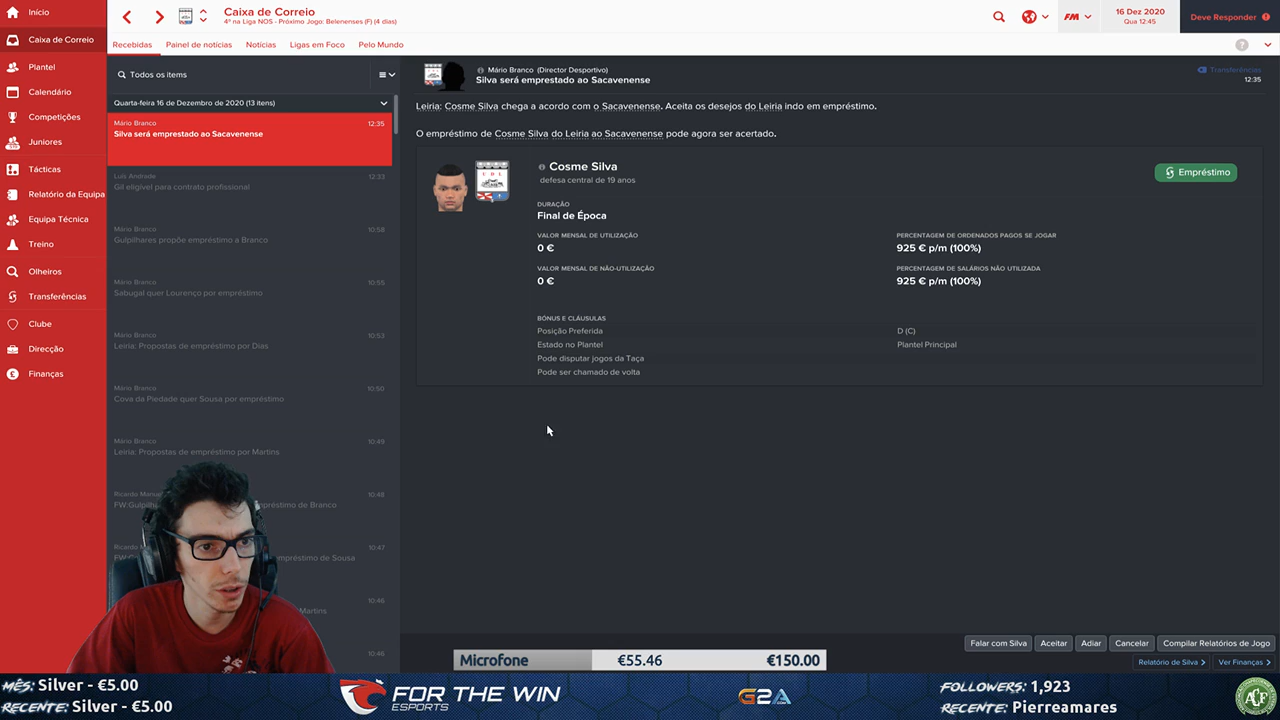 Início
Caixa de Correio
Plantel
Calendário
Competições
Juniores
Tácticas
Relatório da Equipa
Equipa Técnica
Treino
Olheiros
Transferências
Clube
Direcção
Finanças
Caixa de Correio
4º na Liga NOS - Próximo Jogo: Belenenses (F) (4 dias)
FM
16 Dez 2020
Qua 12:45
Deve Responder
Recebidas Painel de notícias Notícias Ligas em Foco Pelo Mundo
Todos os items
Quarta-feira 16 de Dezembro de 2020 (13 itens)
Mário Branco 12:35
Silva será emprestado ao Sacavenense
Luís Andrade 12:33
Gil eligível para contrato profissional
Mário Branco 10:58
Gulpilhares propõe empréstimo a Branco
Mário Branco 10:55
Sabugal quer Lourenço por empréstimo
Mário Branco 10:53
Leiria: Propostas de empréstimo por Dias
Mário Branco 10:50
Cova da Piedade quer Sousa por empréstimo
Mário Branco 10:49
Leiria: Propostas de empréstimo por Martins
Ricardo Manu 10:48
FW:Gulpilh préstimo de Branco
Ricardo 10:47
FW: empréstimo de Sousa
10:46
Martins
10:46
Mário Branco (Director Desportivo)
Silva será emprestado ao Sacavenense
Transferências
12:35
Leiria: Cosme Silva chega a acordo com o Sacavenense. Aceita os desejos do Leiria indo em empréstimo.
O empréstimo de Cosme Silva do Leiria ao Sacavenense pode agora ser acertado.
U D L
Cosme Silva
defesa central de 19 anos
Empréstimo
DURAÇÃO
Final de Época
VALOR MENSAL DE UTILIZAÇÃO PERCENTAGEM DE ORDENADOS PAGOS SE JOGAR
0 € 925 € p/m (100%)
VALOR MENSAL DE NÃO-UTILIZAÇÃO PERCENTAGEM DE SALÁRIOS NÃO UTILIZADA
0 € 925 € p/m (100%)
BÓNUS E CLÁUSULAS
Posição Preferida D (C)
Estado no Plantel Plantel Principal
Pode disputar jogos da Taça
Pode ser chamado de volta
Falar com Silva Aceitar Adiar Cancelar Compilar Relatórios de Jogo
Relatório de Silva Ver Finanças
Microfone €55.46 €150.00
MÊS: Silver - €5.00
RECENTE: Silver - €5.00
FOR THE WIN
ESPORTS
G2A
FOLLOWERS: 1,923
RECENTE: Pierreamares
ACF